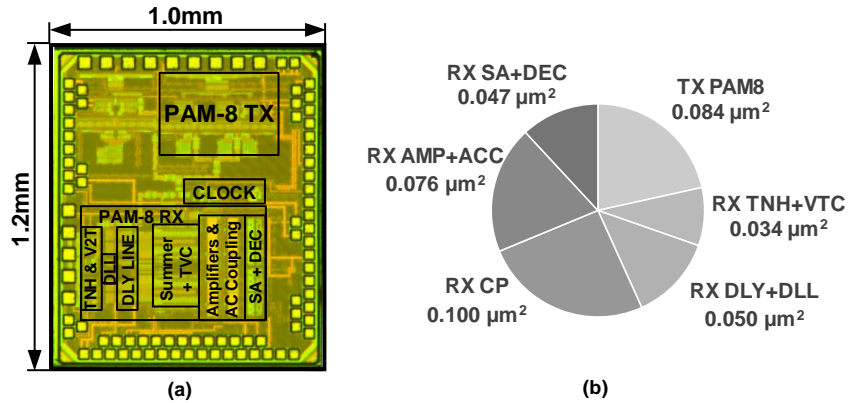 1.0mm
1.2mm
PAM-8 TX
CLOCK
PAM-8 RX
TNH & V2T
DLL
DLY LINE
Summer
+ TVC
Amplifiers &
AC Coupling
SA + DEC
(a)
RX SA+DEC
0.047 µm²
TX PAM8
0.084 µm²
RX AMP+ACC
0.076 µm²
RX TNH+VTC
0.034 µm²
RX CP
0.100 µm²
RX DLY+DLL
0.050 µm²
(b)